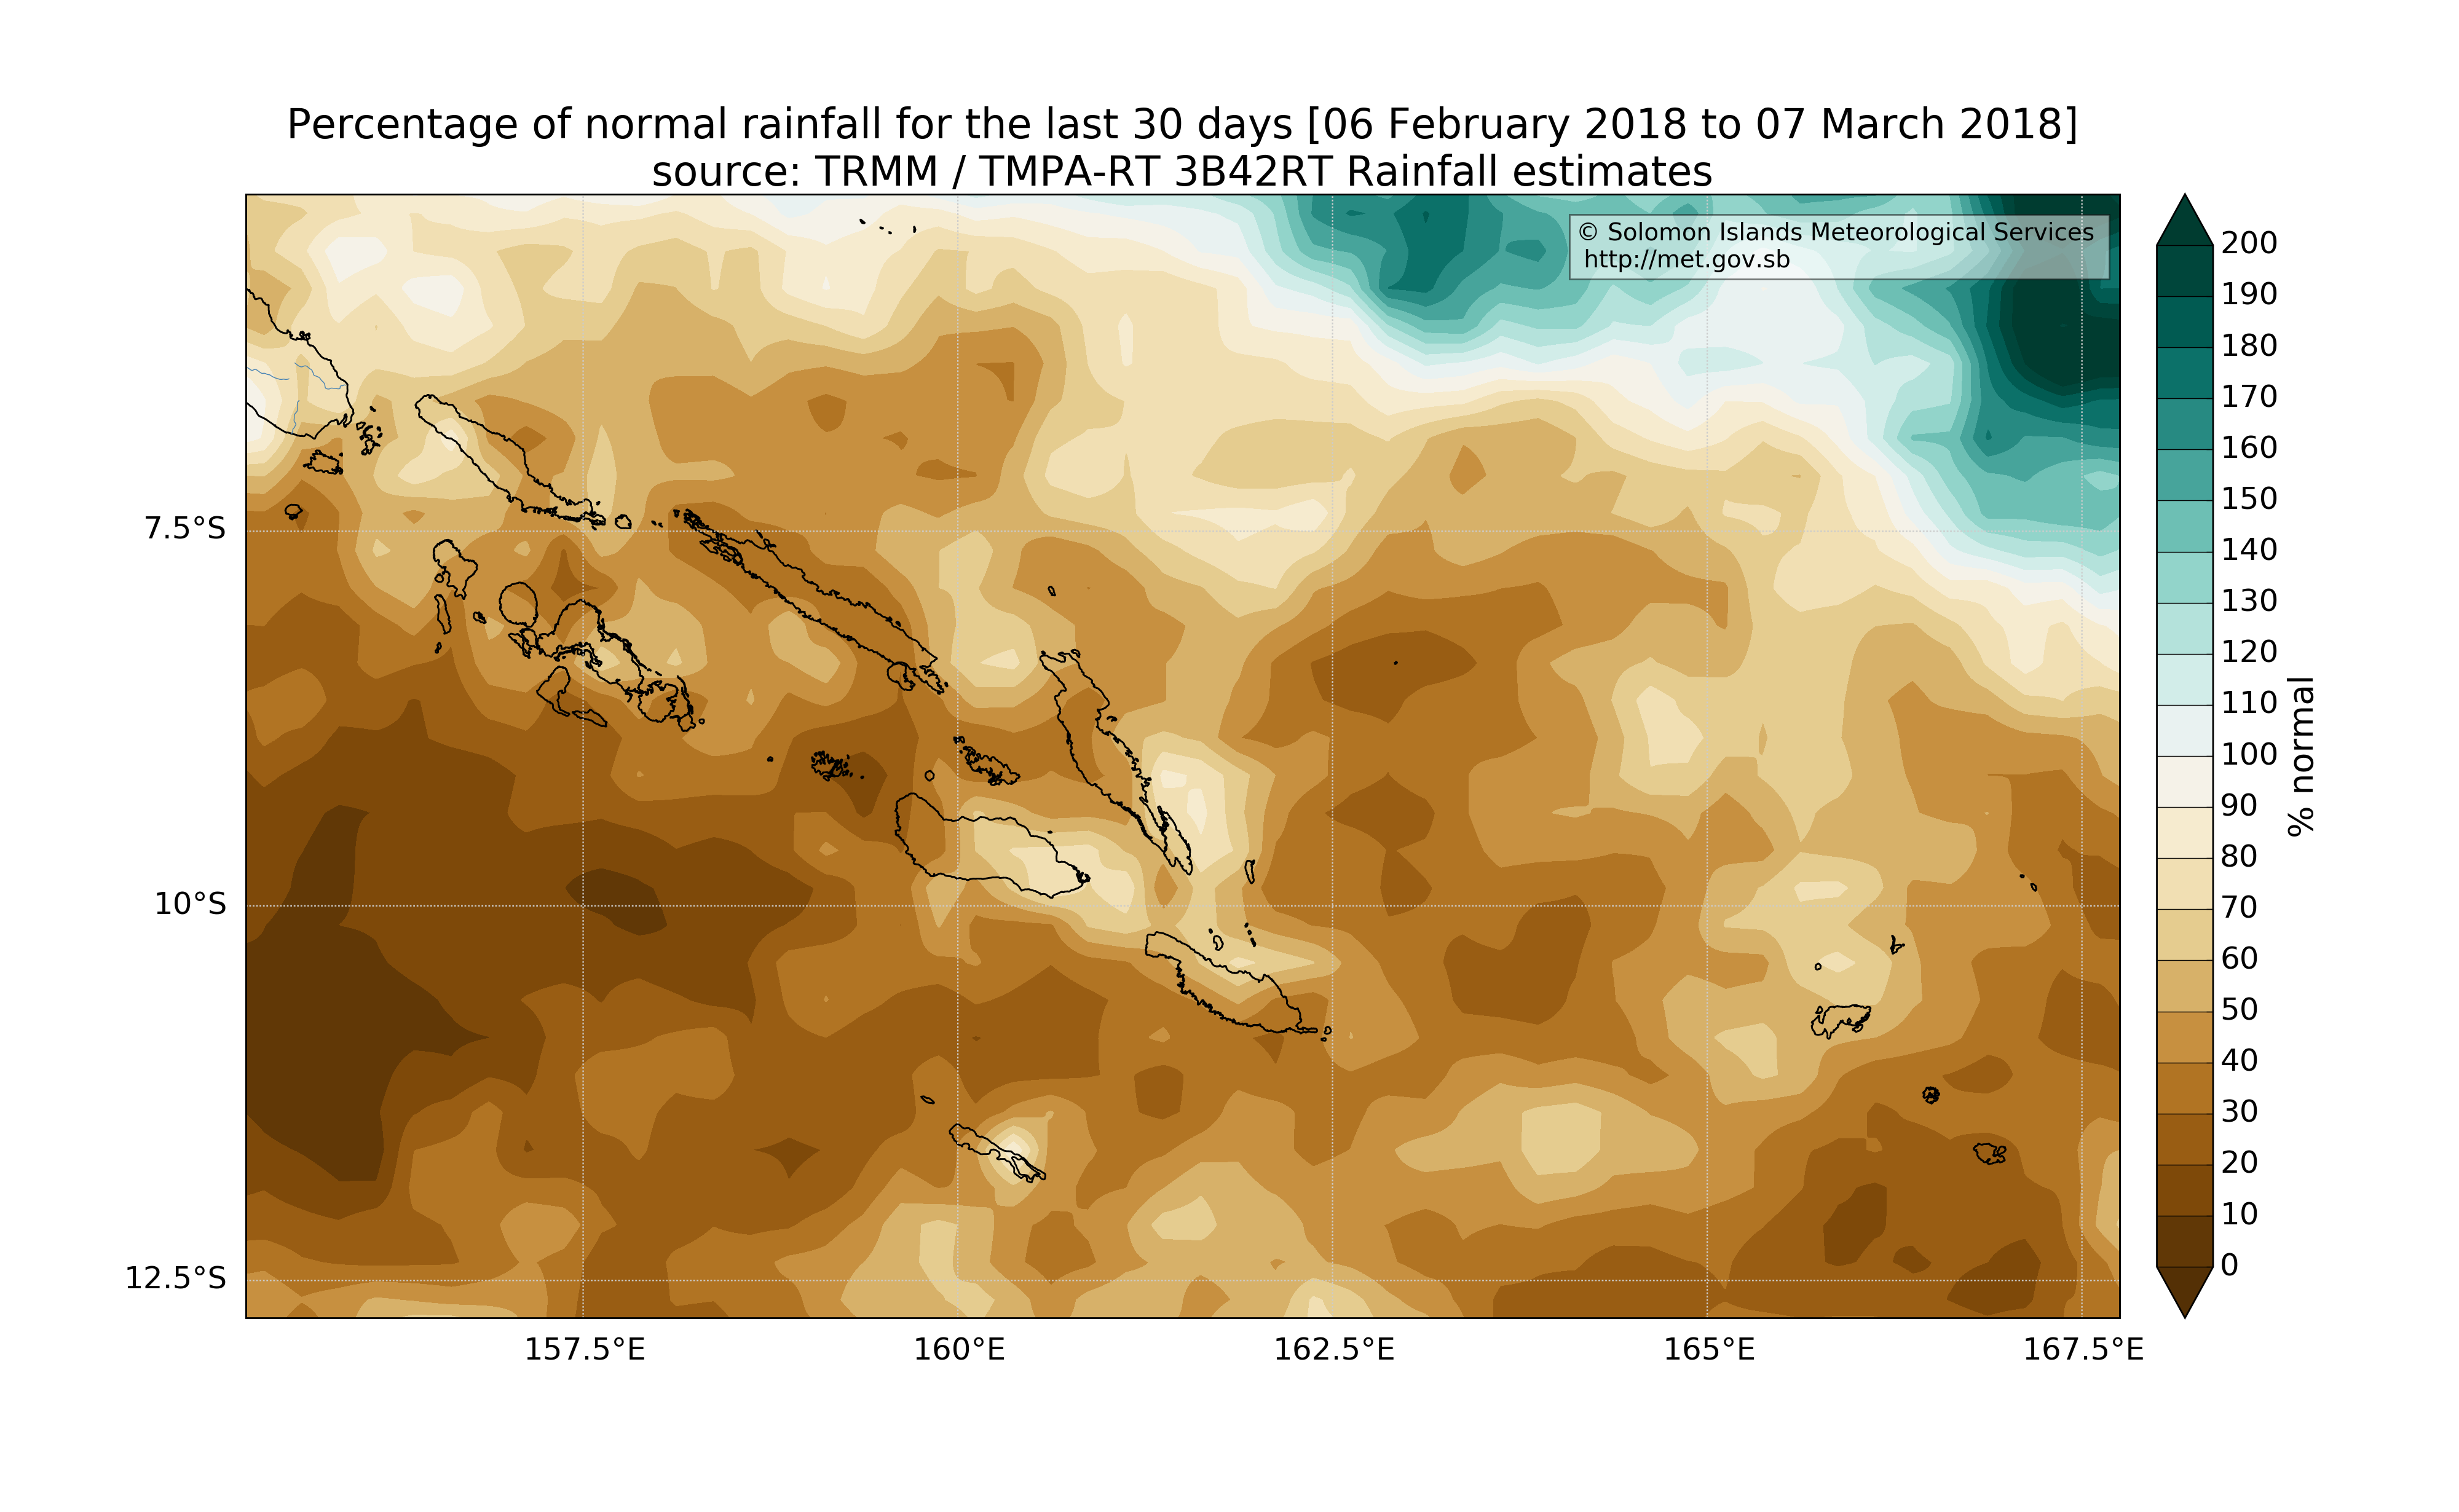 Percentage of normal rainfall for the last 30 days [06 February 2018 to 07 March 2018]
source: TRMM / TMPA-RT 3B42RT Rainfall estimates
© Solomon Islands Meteorological Services
http://met.gov.sb
7.5°S
10°S
12.5°S
157.5°E
160°E
162.5°E
165°E
167.5°E
200
190
180
170
160
150
140
130
120
110
100
90
80
70
60
50
40
30
20
10
0
% normal